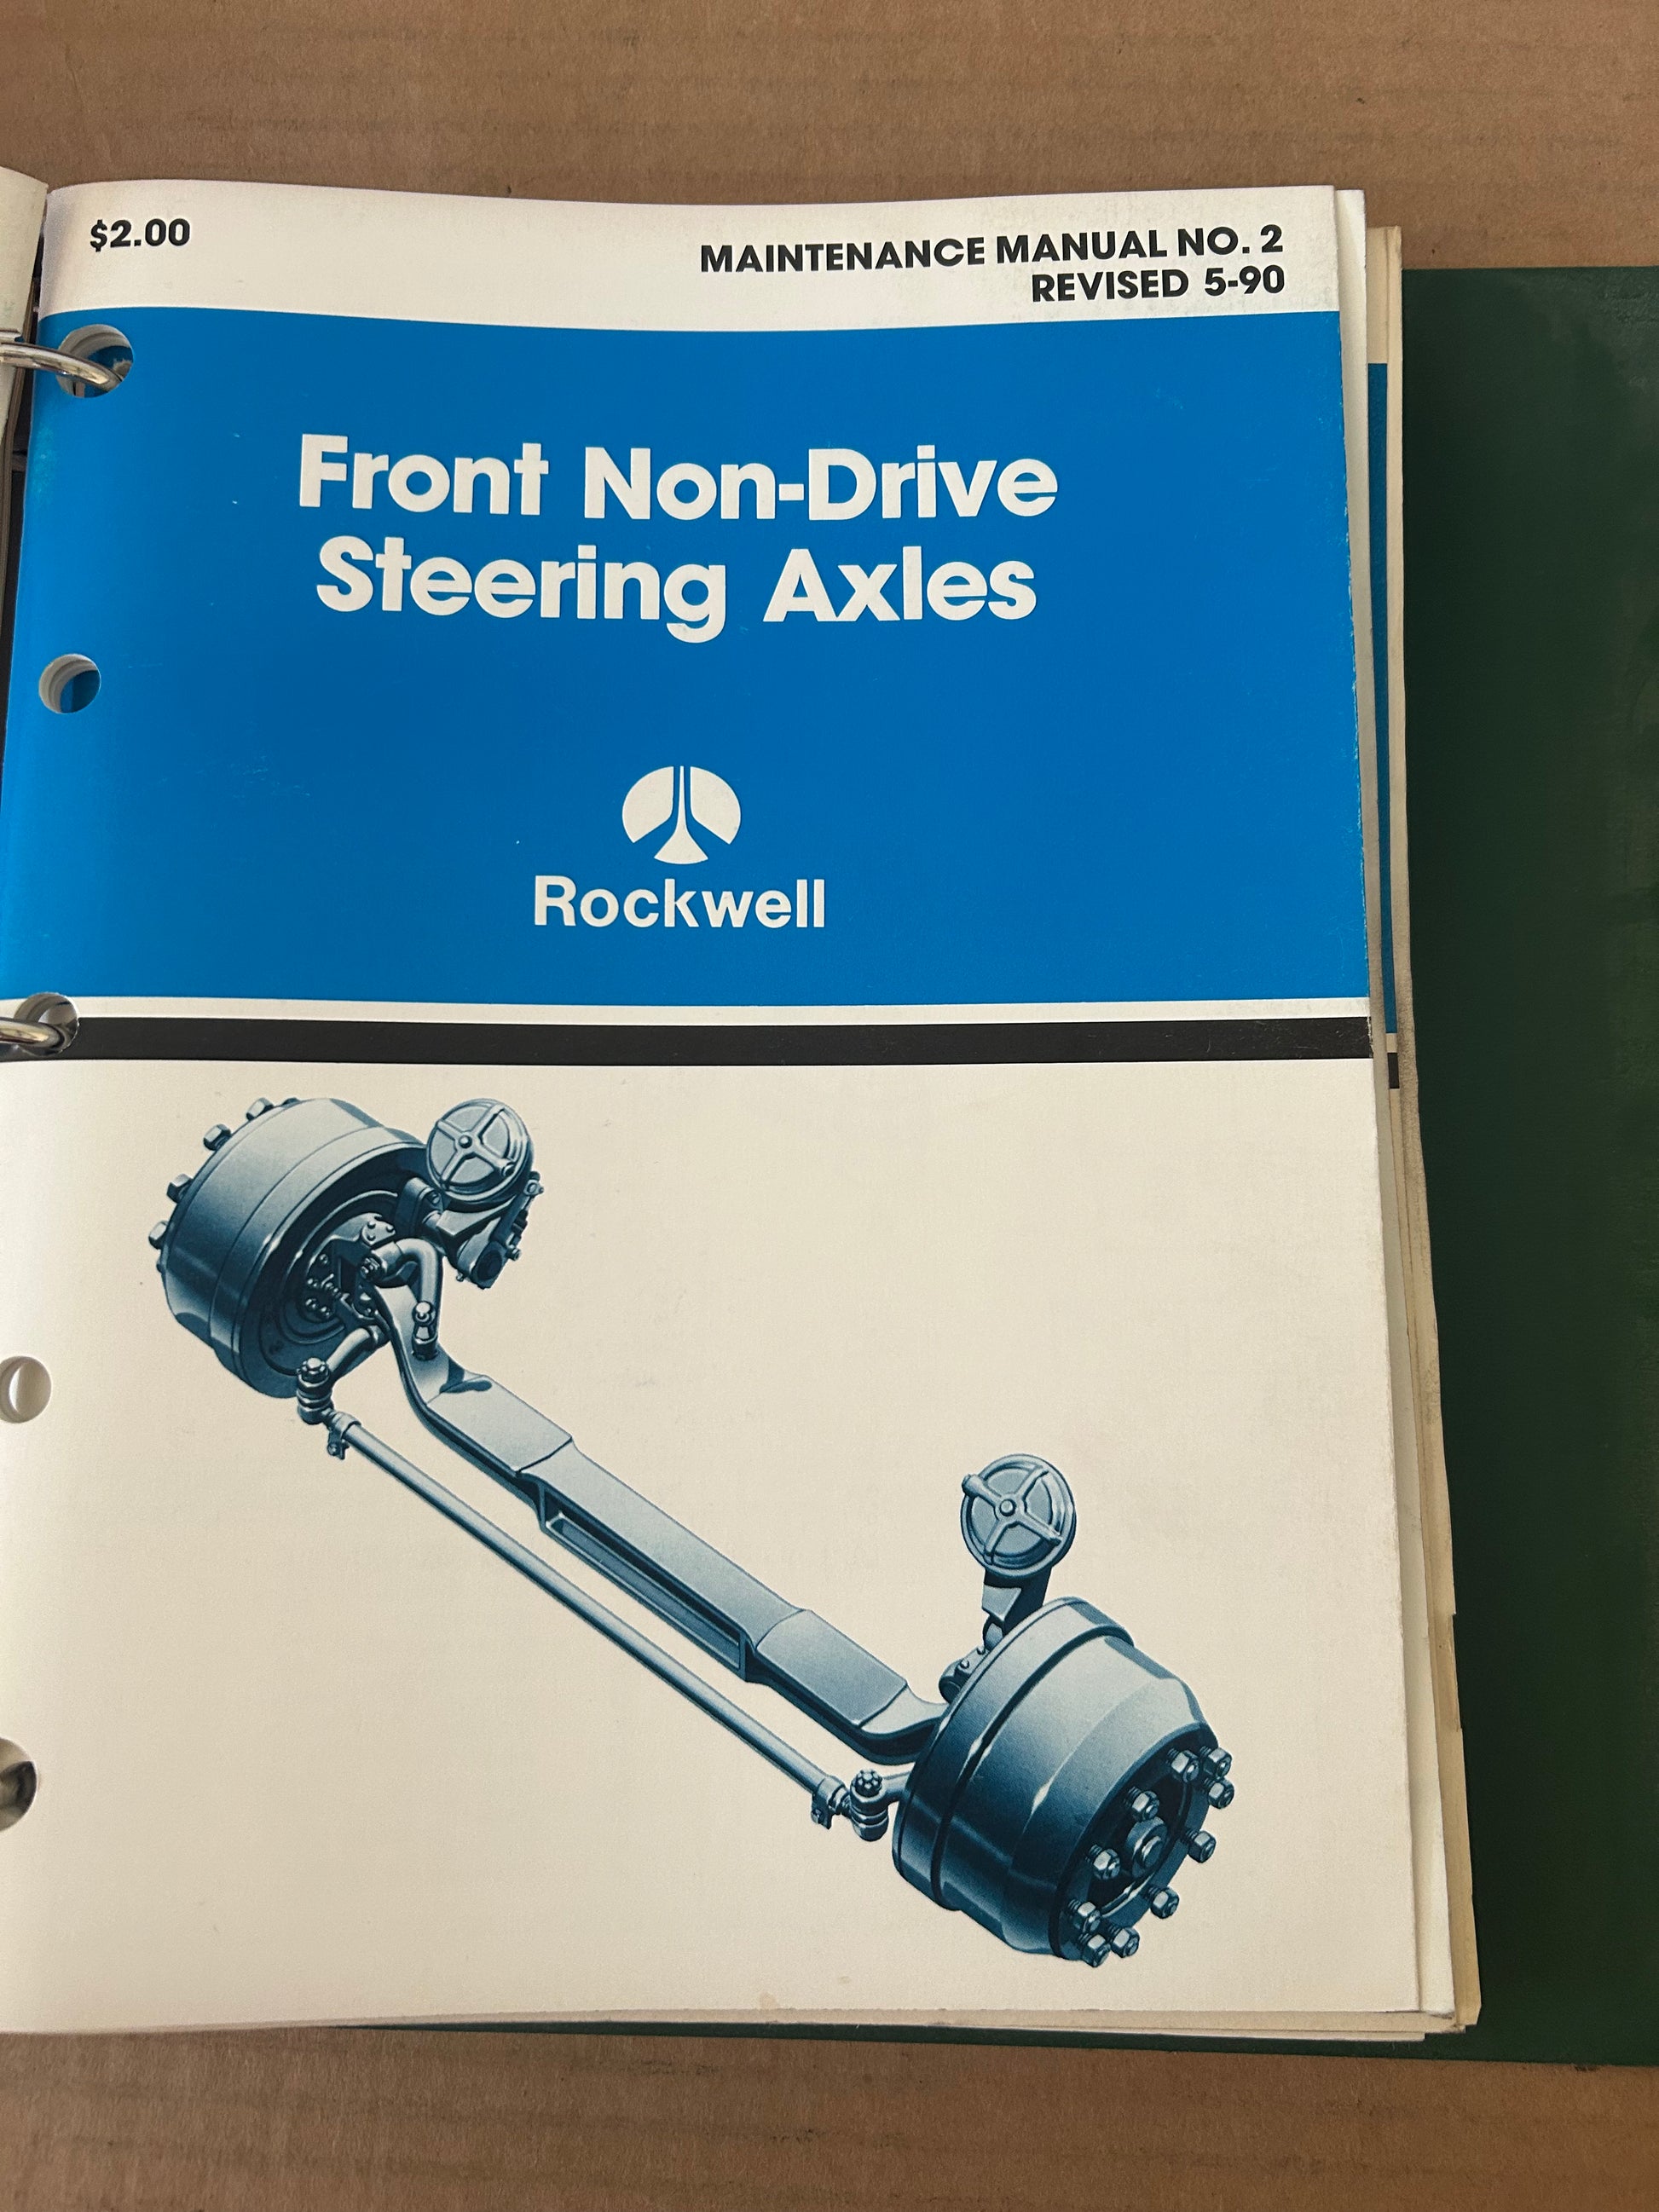 $2.00
MAINTENANCE MANUAL NO. 2
REVISED 5-90
Front Non-Drive
Steering Axles
Rockwell